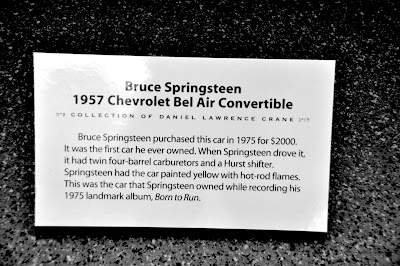 Bruce Springsteen
1957 Chevrolet Bel Air Convertible
COLLECTION OF DANIEL LAWRENCE CRANE
Bruce Springsteen purchased this car in 1975 for $2000.
It was the first car he ever owned. When Springsteen drove it,
it had twin four-barrel carburetors and a Hurst shifter.
Springsteen had the car painted yellow with hot-rod flames.
This was the car that Springsteen owned while recording his
1975 landmark album, Born to Run.